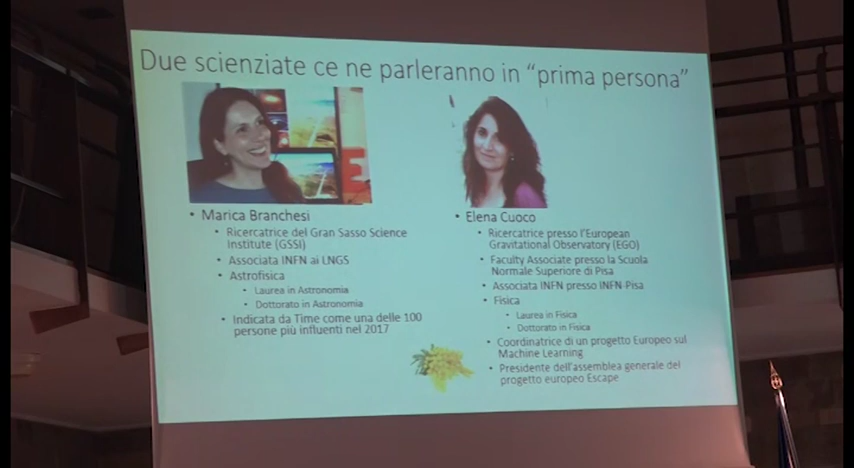 Due scienziate ce ne parleranno in “prima persona”
• Marica Branchesi
• Ricercatrice del Gran Sasso Science
Institute (GSSI)
• Associata INFN ai LNGS
• Astrofisica
• Laurea in Astronomia
• Dottorato in Astronomia
• Indicata da Time come una delle 100
persone più influenti nel 2017
• Elena Cuoco
• Ricercatrice presso l’European
Gravitational Observatory (EGO)
• Faculty Associate presso la Scuola
Normale Superiore di Pisa
• Associata INFN presso INFN-Pisa
• Fisica
• Laurea in Fisica
• Dottorato in Fisica
• Coordinatrice di un progetto Europeo sul
Machine Learning
• Presidente dell’assemblea generale del
progetto europeo Escape